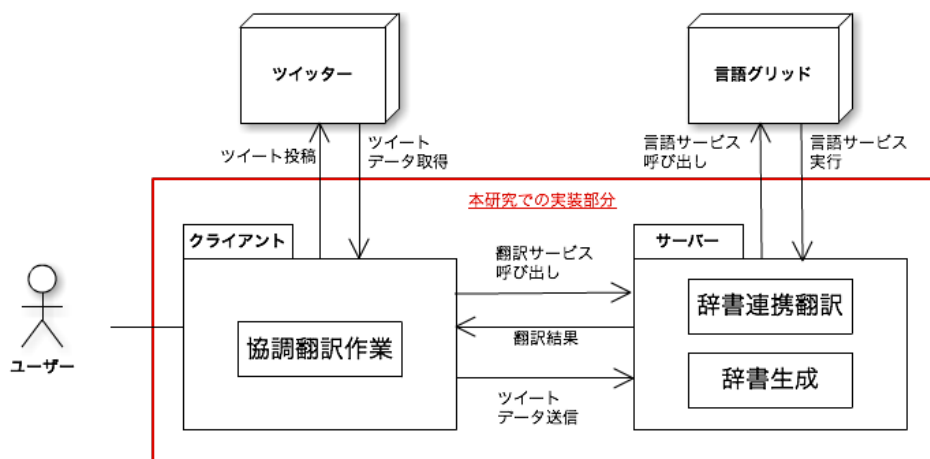 ツイッター
言語グリッド
ツイート投稿
ツイート
データ取得
言語サービス
呼び出し
言語サービス
実行
本研究での実装部分
クライアント
サーバー
翻訳サービス
呼び出し
辞書連携翻訳
協調翻訳作業
翻訳結果
辞書生成
ユーザー
ツイート
データ送信